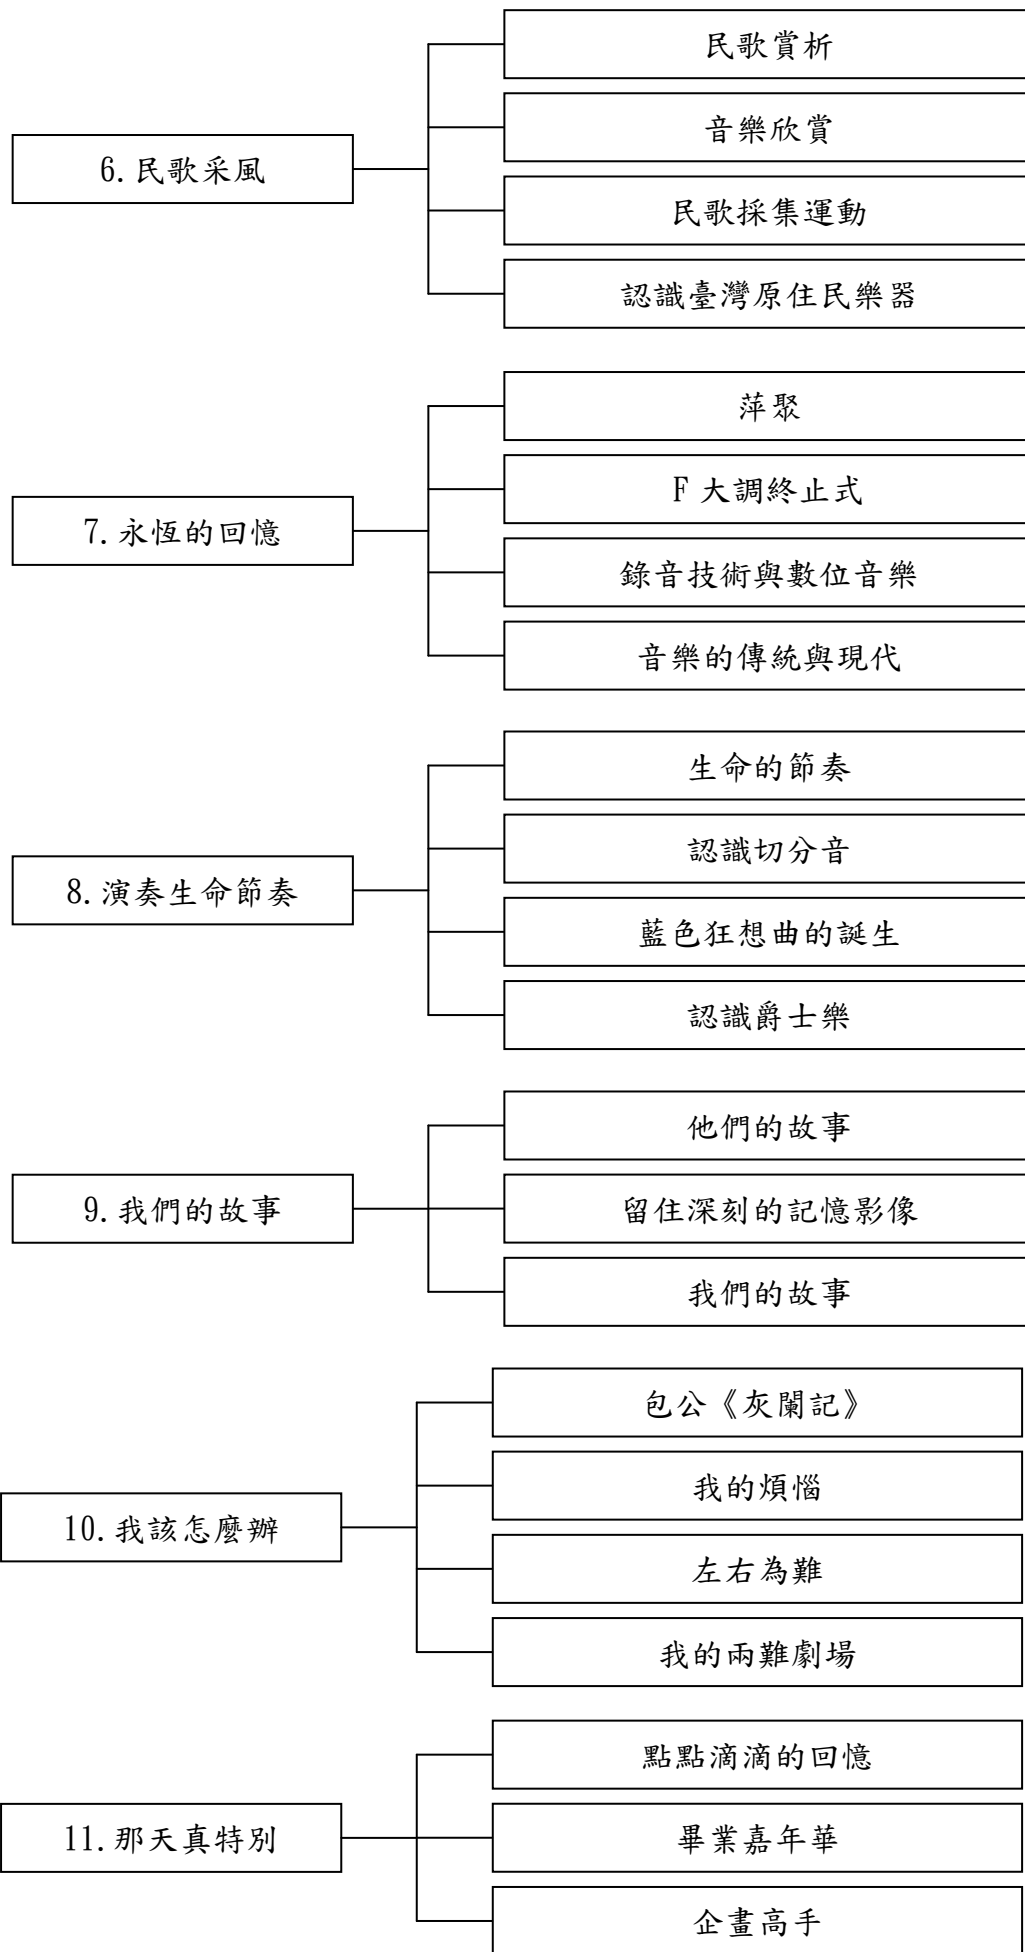 6.民歌采風
民歌賞析
音樂欣賞
民歌採集運動
認識臺灣原住民樂器
7.永恆的回憶
萍聚
F 大調終止式
錄音技術與數位音樂
音樂的傳統與現代
8.演奏生命節奏
生命的節奏
認識切分音
藍色狂想曲的誕生
認識爵士樂
9.我們的故事
他們的故事
留住深刻的記憶影像
我們的故事
10.我該怎麼辦
包公《灰闌記》
我的煩惱
左右為難
我的兩難劇場
11.那天真特別
點點滴滴的回憶
畢業嘉年華
企畫高手